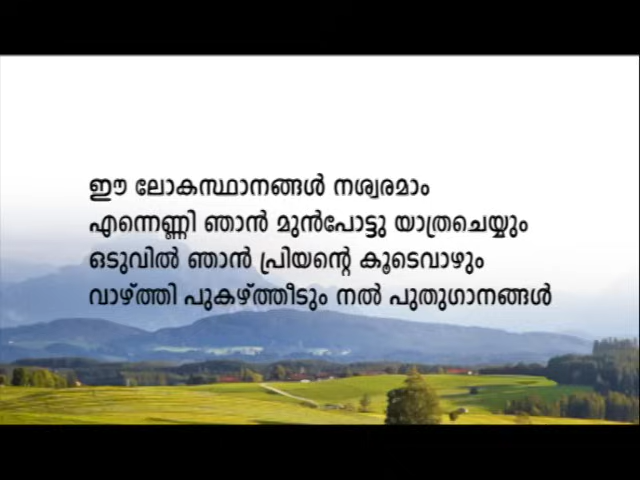 ഈ ലോകസ്ഥാനങ്ങൾ നശ്വരമാം
എന്നെണ്ണി ഞാൻ മുൻപോട്ടു യാത്രചെയ്യും
ഒടുവിൽ ഞാൻ പ്രിയന്റെ കൂടെവാഴും
വാഴ്ത്തി പുകഴ്ത്തീടും നൽ പുതുഗാനങ്ങൾ